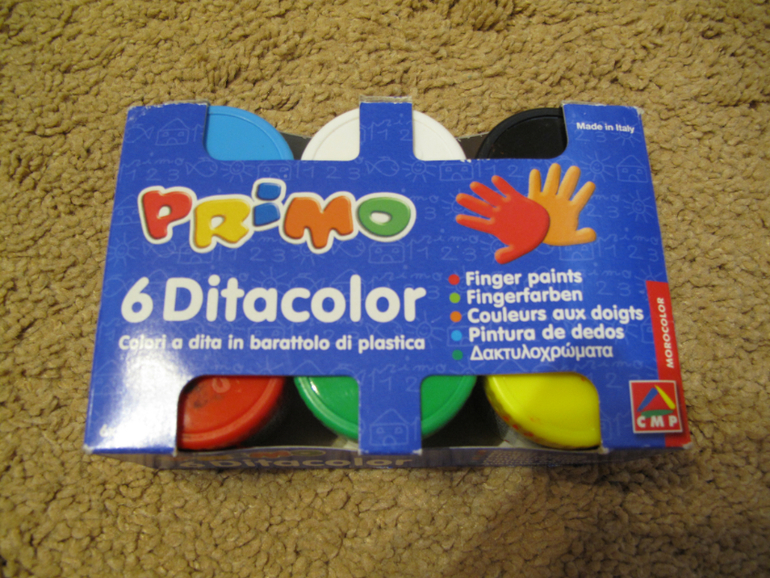 Made in Italy
PRiMO
6 Ditacolor
Colori a dita in barattolo di plastica
Finger paints
Fingerfarben
Couleurs aux doigts
Pintura de dedos
Δακτυλοχρώματα
MOROCOLOR
CMP
6 Ditacolor